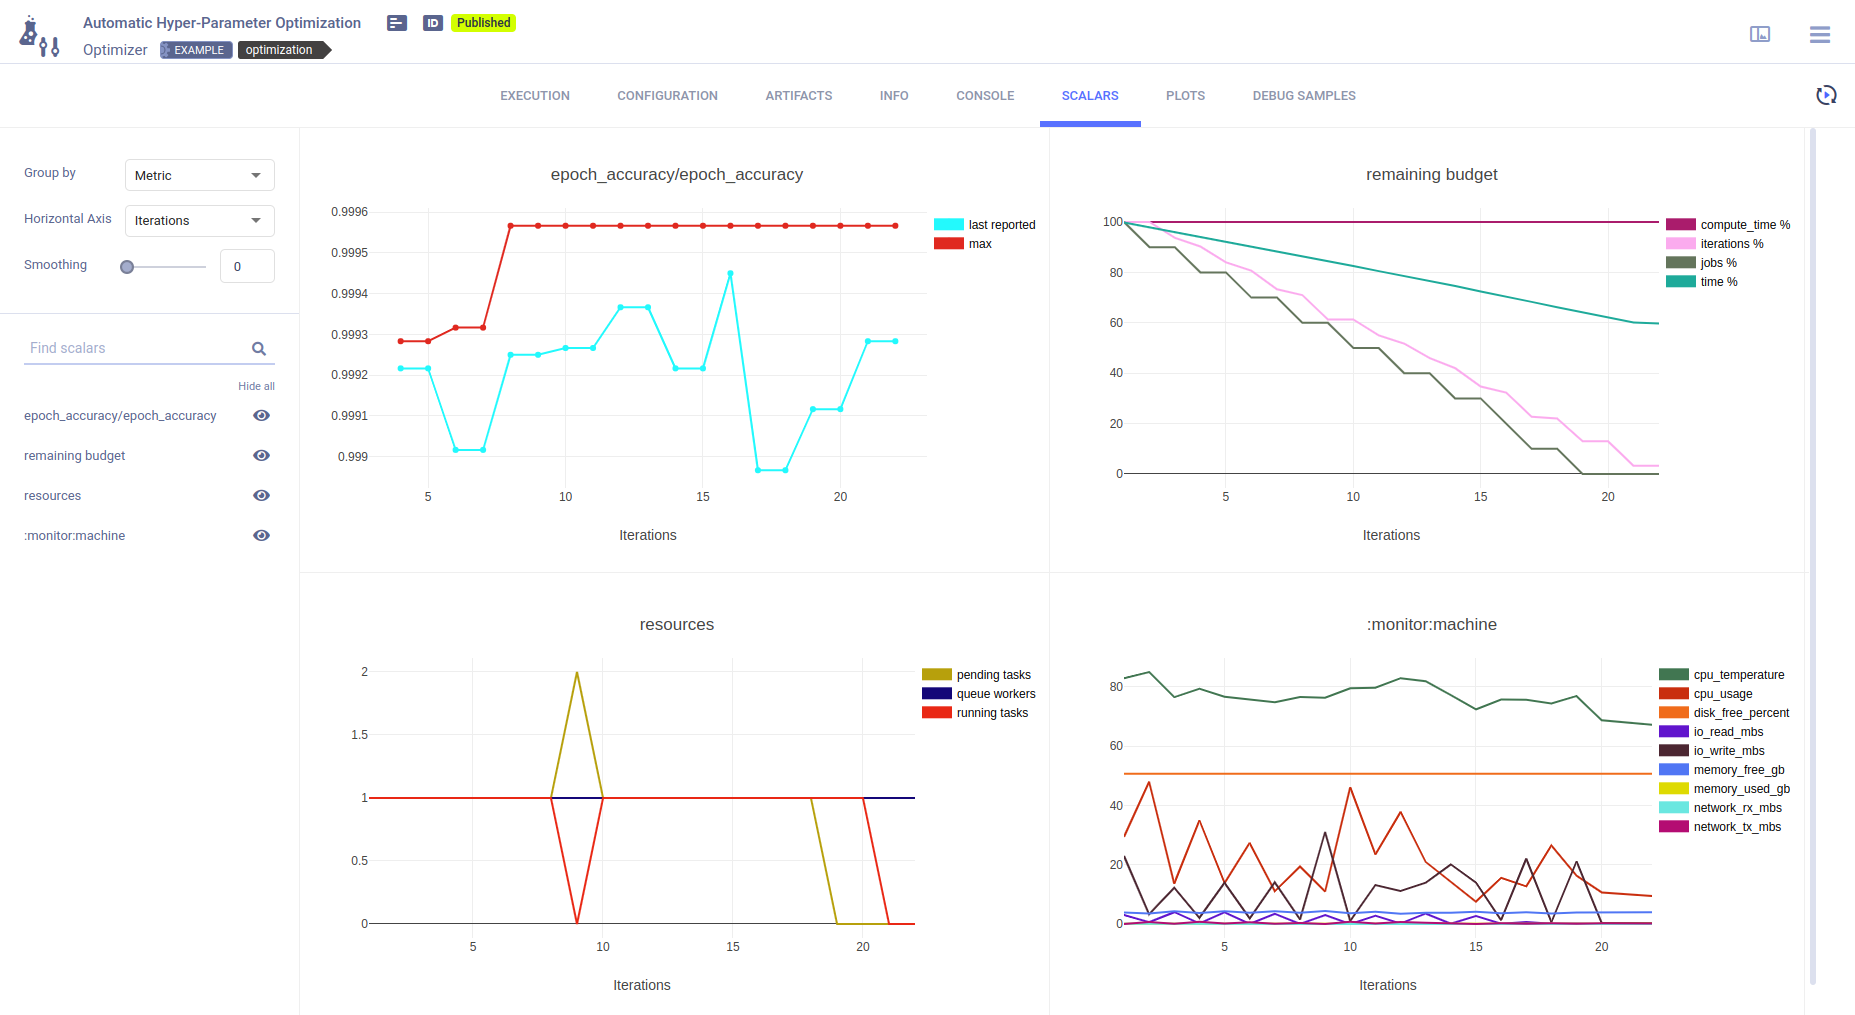 Automatic Hyper-Parameter Optimization ID Published
Optimizer EXAMPLE optimization
EXECUTION CONFIGURATION ARTIFACTS INFO CONSOLE SCALARS PLOTS DEBUG SAMPLES
Group by Metric
Horizontal Axis Iterations
Smoothing 0
Find scalars
Hide all
epoch_accuracy/epoch_accuracy
remaining budget
resources
:monitor:machine
epoch_accuracy/epoch_accuracy
0.9996
0.9995
0.9994
0.9993
0.9992
0.9991
0.999
5 10 15 20
Iterations
last reported
max
remaining budget
100
80
60
40
20
0
5 10 15 20
Iterations
compute_time %
iterations %
jobs %
time %
resources
2
1.5
1
0.5
0
5 10 15 20
Iterations
pending tasks
queue workers
running tasks
:monitor:machine
80
60
40
20
0
5 10 15 20
Iterations
cpu_temperature
cpu_usage
disk_free_percent
io_read_mbs
io_write_mbs
memory_free_gb
memory_used_gb
network_rx_mbs
network_tx_mbs